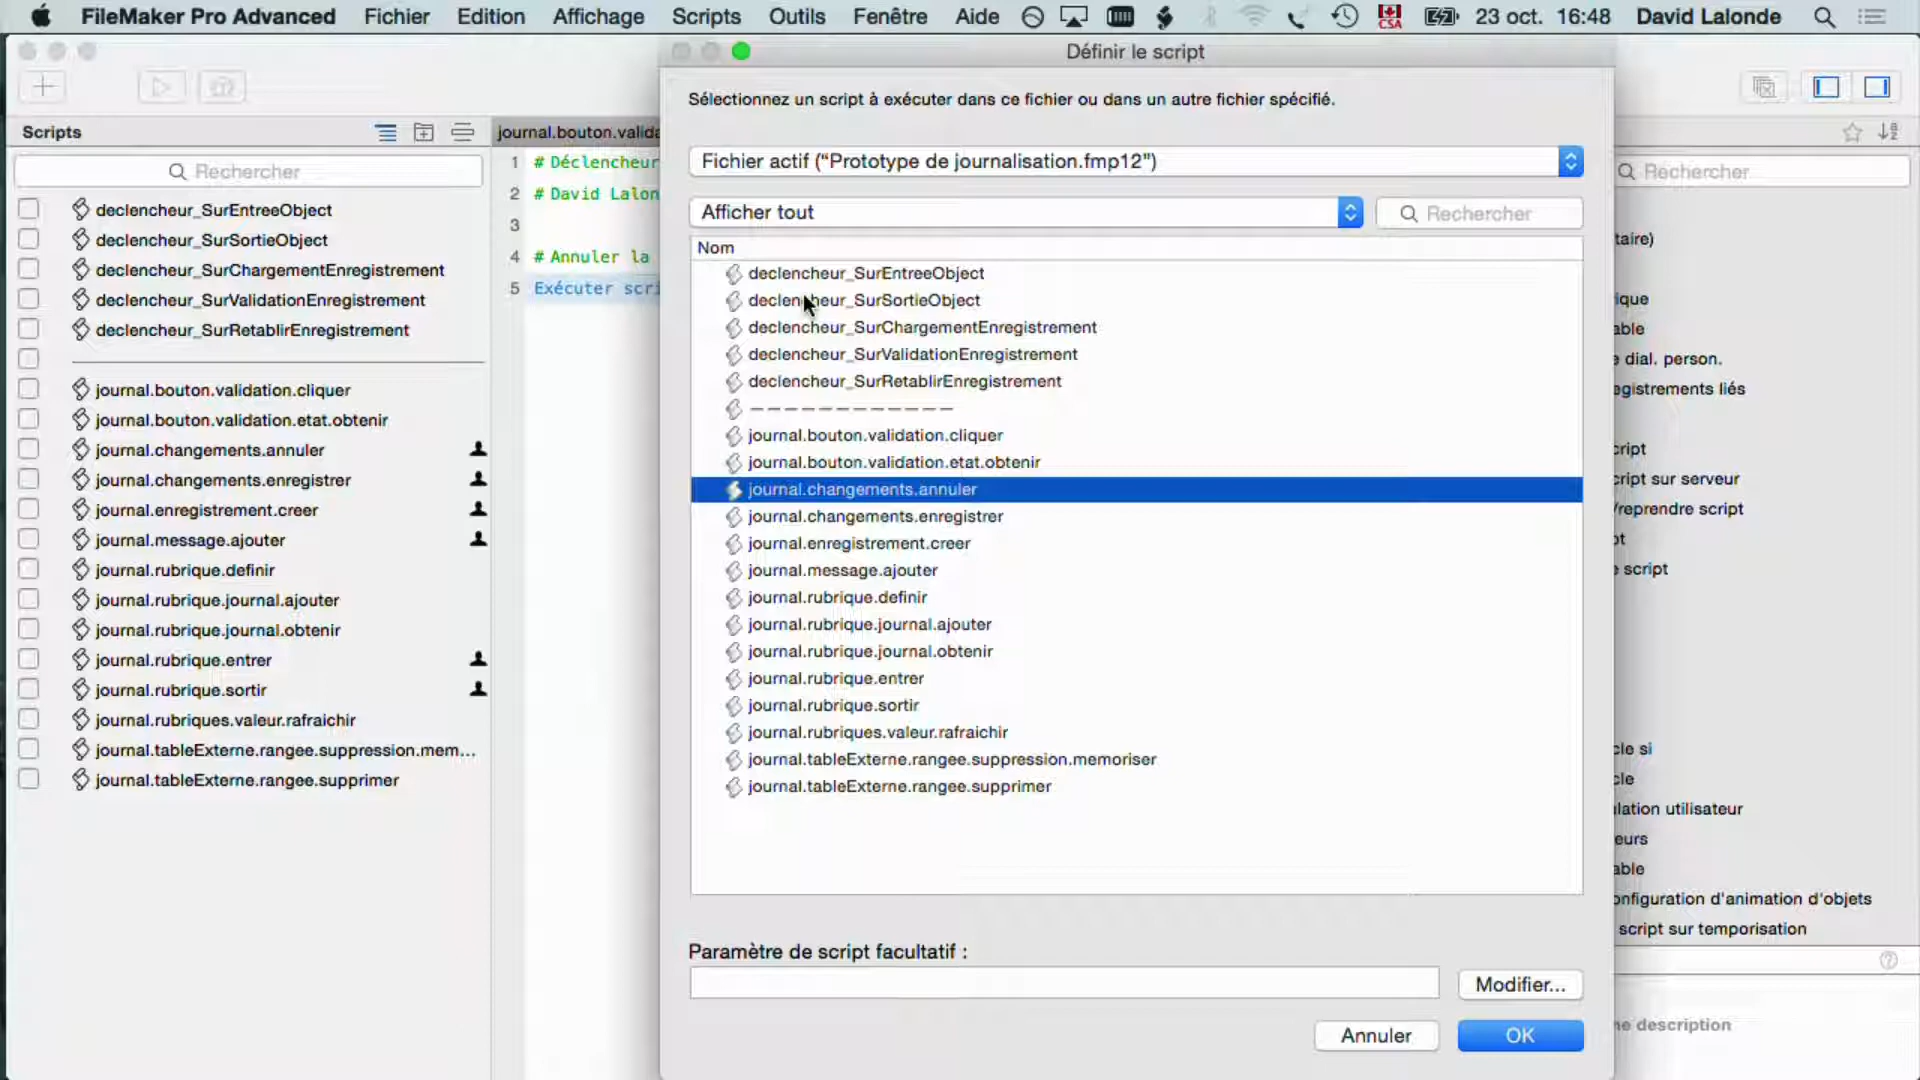 FileMaker Pro Advanced Fichier Edition Affichage Scripts Outils Fenêtre Aide CSA 23 oct. 16:48 David Lalonde
Définir le script
Sélectionnez un script à exécuter dans ce fichier ou dans un autre fichier spécifié.
Scripts
journal.bouton.valida
Rechercher
declencheur_SurEntreeObject
declencheur_SurSortieObject
declencheur_SurChargementEnregistrement
declencheur_SurValidationEnregistrement
declencheur_SurRetablirEnregistrement
journal.bouton.validation.cliquer
journal.bouton.validation.etat.obtenir
journal.changements.annuler
journal.changements.enregistrer
journal.enregistrement.creer
journal.message.ajouter
journal.rubrique.definir
journal.rubrique.journal.ajouter
journal.rubrique.journal.obtenir
journal.rubrique.entrer
journal.rubrique.sortir
journal.rubriques.valeur.rafraichir
journal.tableExterne.rangee.suppression.mem...
journal.tableExterne.rangee.supprimer
1 # Déclencheur
2 # David Lalon
3
4 # Annuler la
5 Exécuter scri
Fichier actif ("Prototype de journalisation.fmp12")
Afficher tout
Rechercher
Nom
declencheur_SurEntreeObject
declencheur_SurSortieObject
declencheur_SurChargementEnregistrement
declencheur_SurValidationEnregistrement
declencheur_SurRetablirEnregistrement
journal.bouton.validation.cliquer
journal.bouton.validation.etat.obtenir
journal.changements.annuler
journal.changements.enregistrer
journal.enregistrement.creer
journal.message.ajouter
journal.rubrique.definir
journal.rubrique.journal.ajouter
journal.rubrique.journal.obtenir
journal.rubrique.entrer
journal.rubrique.sortir
journal.rubriques.valeur.rafraichir
journal.tableExterne.rangee.suppression.memoriser
journal.tableExterne.rangee.supprimer
Paramètre de script facultatif :
Modifier...
Annuler
OK
Rechercher
taire)
ique
able
e dial. person.
egistrements liés
cript
cript sur serveur
/reprendre script
pt
e script
cle si
cle
lation utilisateur
eurs
able
onfiguration d'animation d'objets
script sur temporisation
ne description